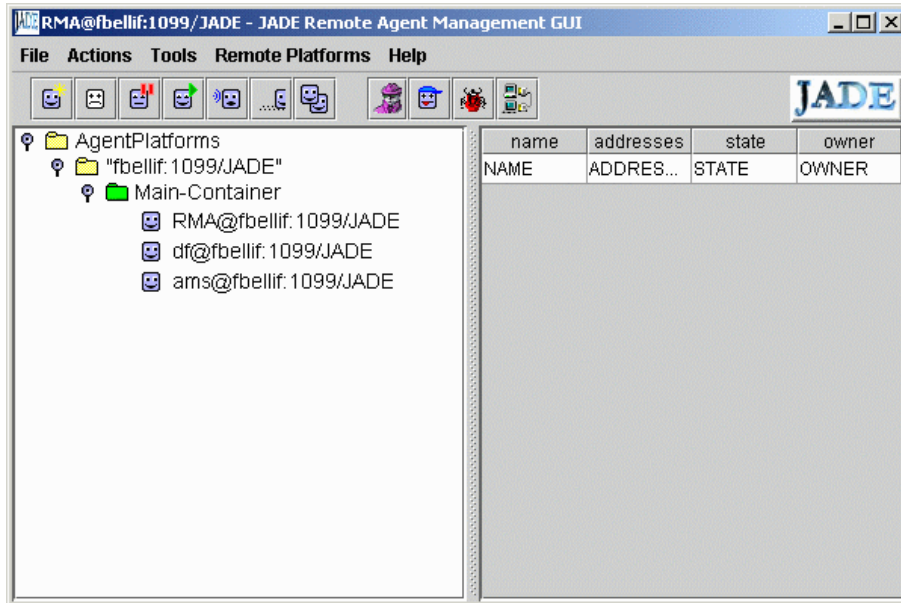 RMA@fbellif:1099/JADE - JADE Remote Agent Management GUI
File Actions Tools Remote Platforms Help
JADE
AgentPlatforms
"fbellif:1099/JADE"
Main-Container
RMA@fbellif:1099/JADE
df@fbellif:1099/JADE
ams@fbellif:1099/JADE
name addresses state owner
NAME ADDRES... STATE OWNER